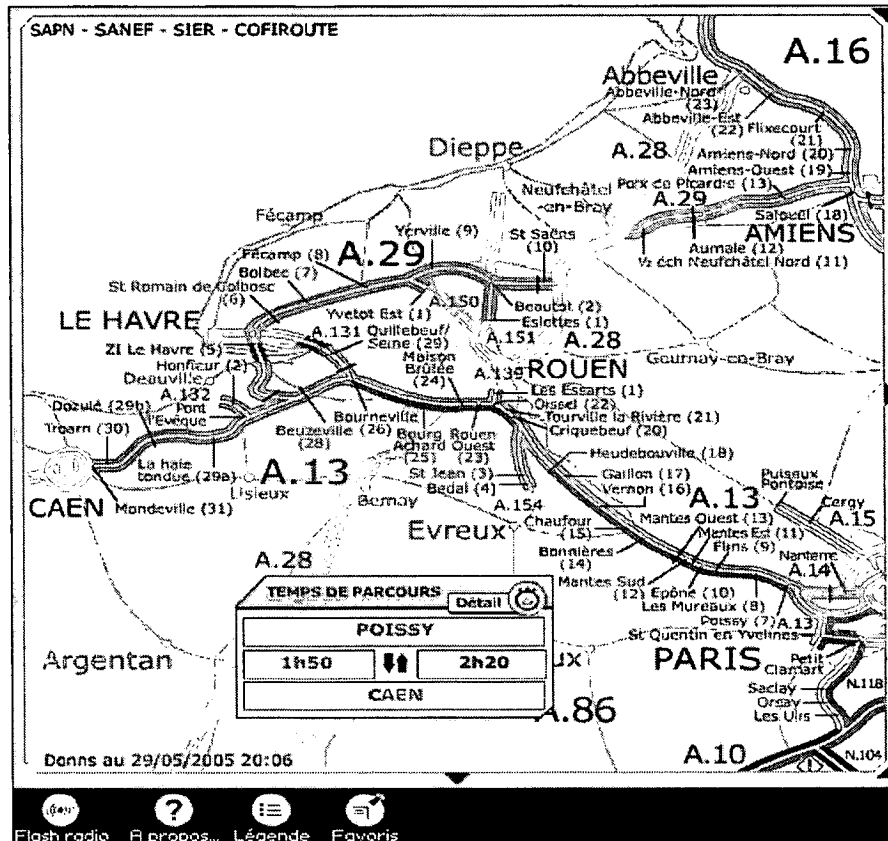 SAPN - SANEF - SIER - COFIROUTE
A.16
Abbeville
Abbeville-Nord
(23)
Abbeville-Est
(22)
Flixecourt
(21)
Dieppe
A.28
Amiens-Nord (20)
Amiens-Ouest (19)
Poix de Picardie (13)
Neufchâtel
-en-Bray
A.29
Salouël (18)
AMIENS
Fécamp
Yerville (9)
St Saëns
(10)
Aumale (12)
½ éch Neufchâtel Nord (11)
Fécamp (8)
A.29
Bolbec (7)
St Romain de Colbosc
(6)
Yvetot Est (1)
A.150
Beautot (2)
Eslettes (1)
LE HAVRE
A.131
Quillebeuf/
Seine (29)
A.151
A.28
ZI Le Havre (5)
Maison
Brûlée
(24)
A.139
ROUEN
Gournay-en-Bray
Honfleur (2)
Deauville
A.132
Les Essarts (1)
Oissel (22)
Dozulé (29b)
Pont
l'Evêque
Bourneville
(26)
Tourville la Rivière (21)
Criquebeuf (20)
Troarn (30)
Beuzeville
(28)
Bourg
Achard
(25)
Rouen
Ouest
(23)
Heudebouville (18)
La haie
tondue (29a)
A.13
St Jean (3)
Bedal (4)
Gaillon (17)
Vernon (16)
A.13
Puiseux
Pontoise
Lisieux
Bernay
A.154
CAEN
Mondeville (31)
Evreux
Chaufour
(15)
Mantes Ouest (13)
Mantes Est (11)
Flins (9)
Cergy
A.15
Bonnières
(14)
Nanterre
A.14
A.28
Mantes Sud
(12)
Epône (10)
Les Mureaux (8)
Poissy (7)
A.13
TEMPS DE PARCOURS
Détail
POISSY
1h50
2h20
CAEN
St Quentin en Yvelines
Argentan
ux
PARIS
Petit
Clamart
N.118
Saclay
Orsay
Les Ulis
A.86
A.10
N.104
Donns au 29/05/2005 20:06
Flash radio
?
A propos...
Légende
Favoris